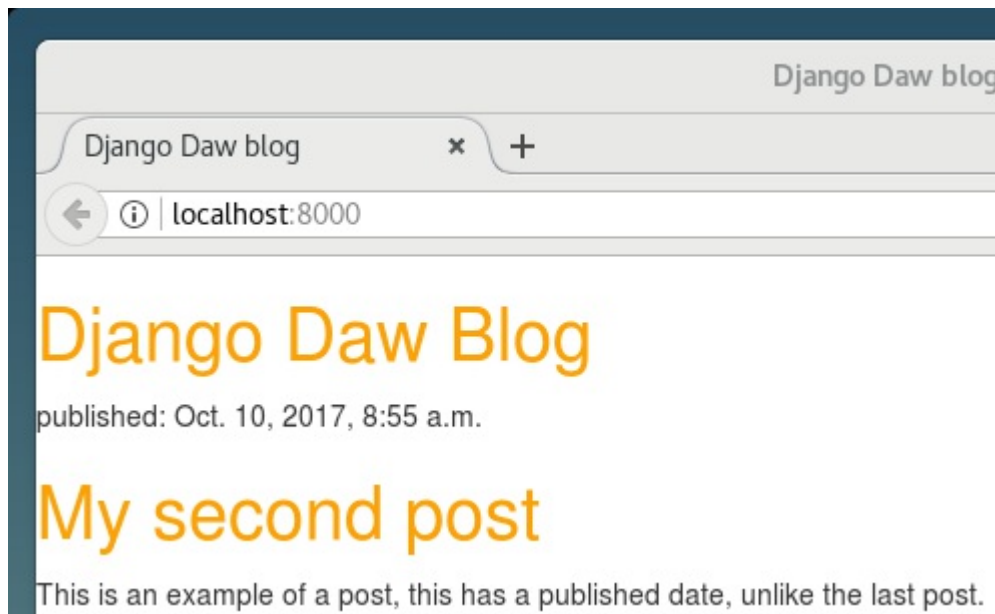 Django Daw blog
Django Daw blog
localhost:8000
Django Daw Blog
published: Oct. 10, 2017, 8:55 a.m.
My second post
This is an example of a post, this has a published date, unlike the last post.